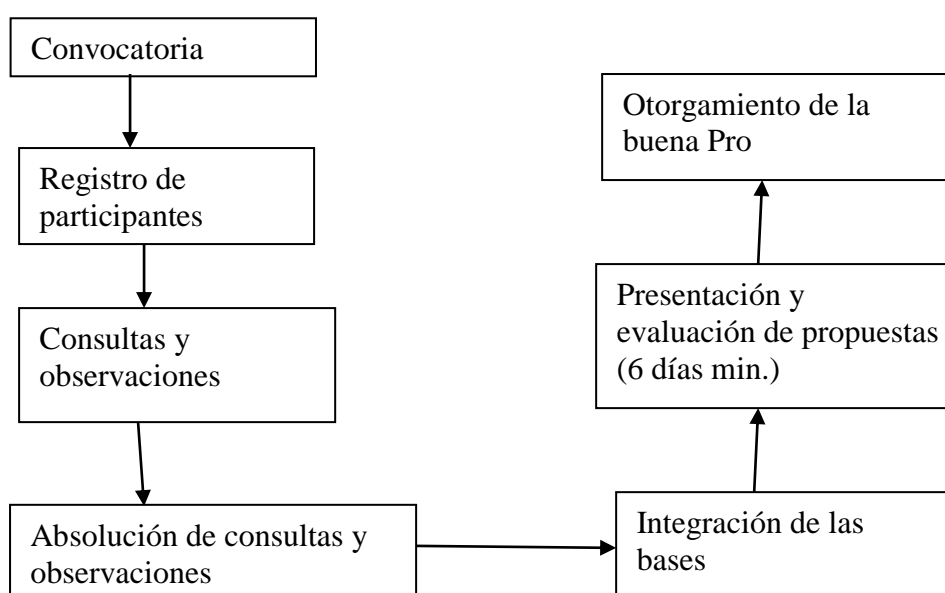 Convocatoria
Registro de
participantes
Consultas y
observaciones
Absolución de consultas y
observaciones
Integración de las
bases
Presentación y
evaluación de propuestas
(6 días min.)
Otorgamiento de la
buena Pro